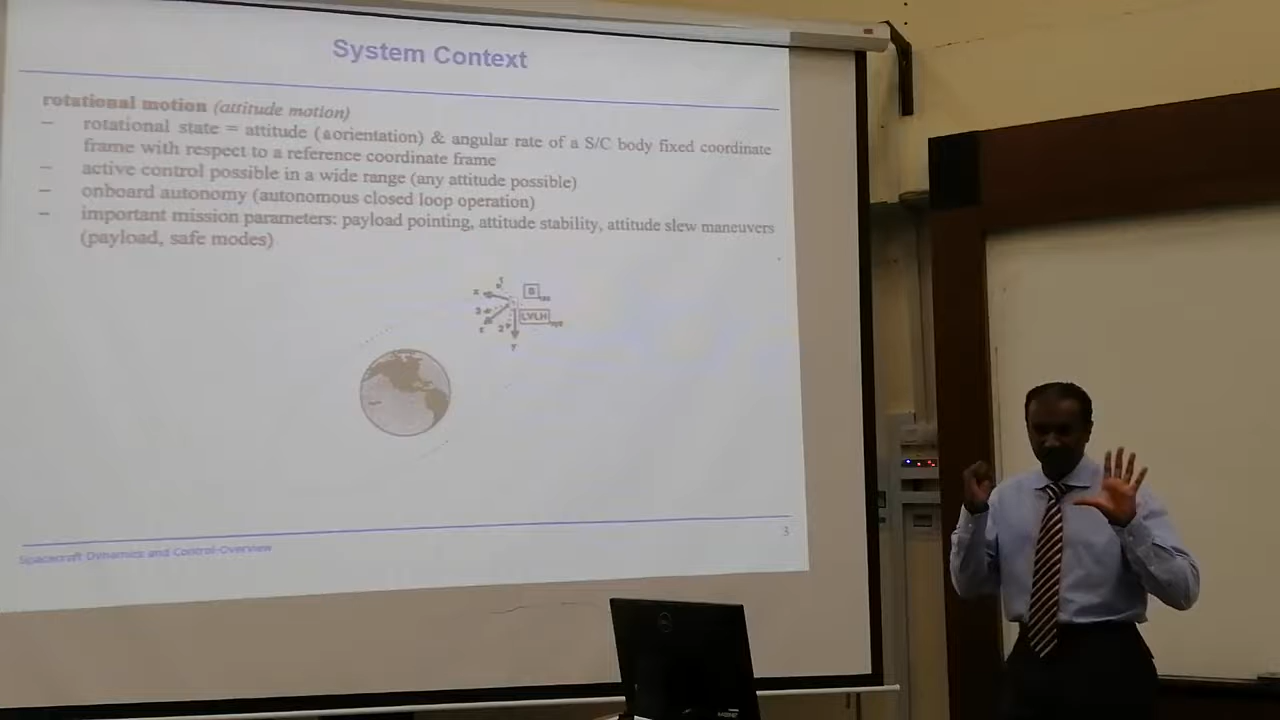 System Context
rotational motion (attitude motion)
– rotational state = attitude (≙orientation) & angular rate of a S/C body fixed coordinate
frame with respect to a reference coordinate frame
– active control possible in a wide range (any attitude possible)
– onboard autonomy (autonomous closed loop operation)
– important mission parameters: payload pointing, attitude stability, attitude slew maneuvers
(payload, safe modes)
B
LVLH
Spacecraft Dynamics and Control-Overview
3
DELL